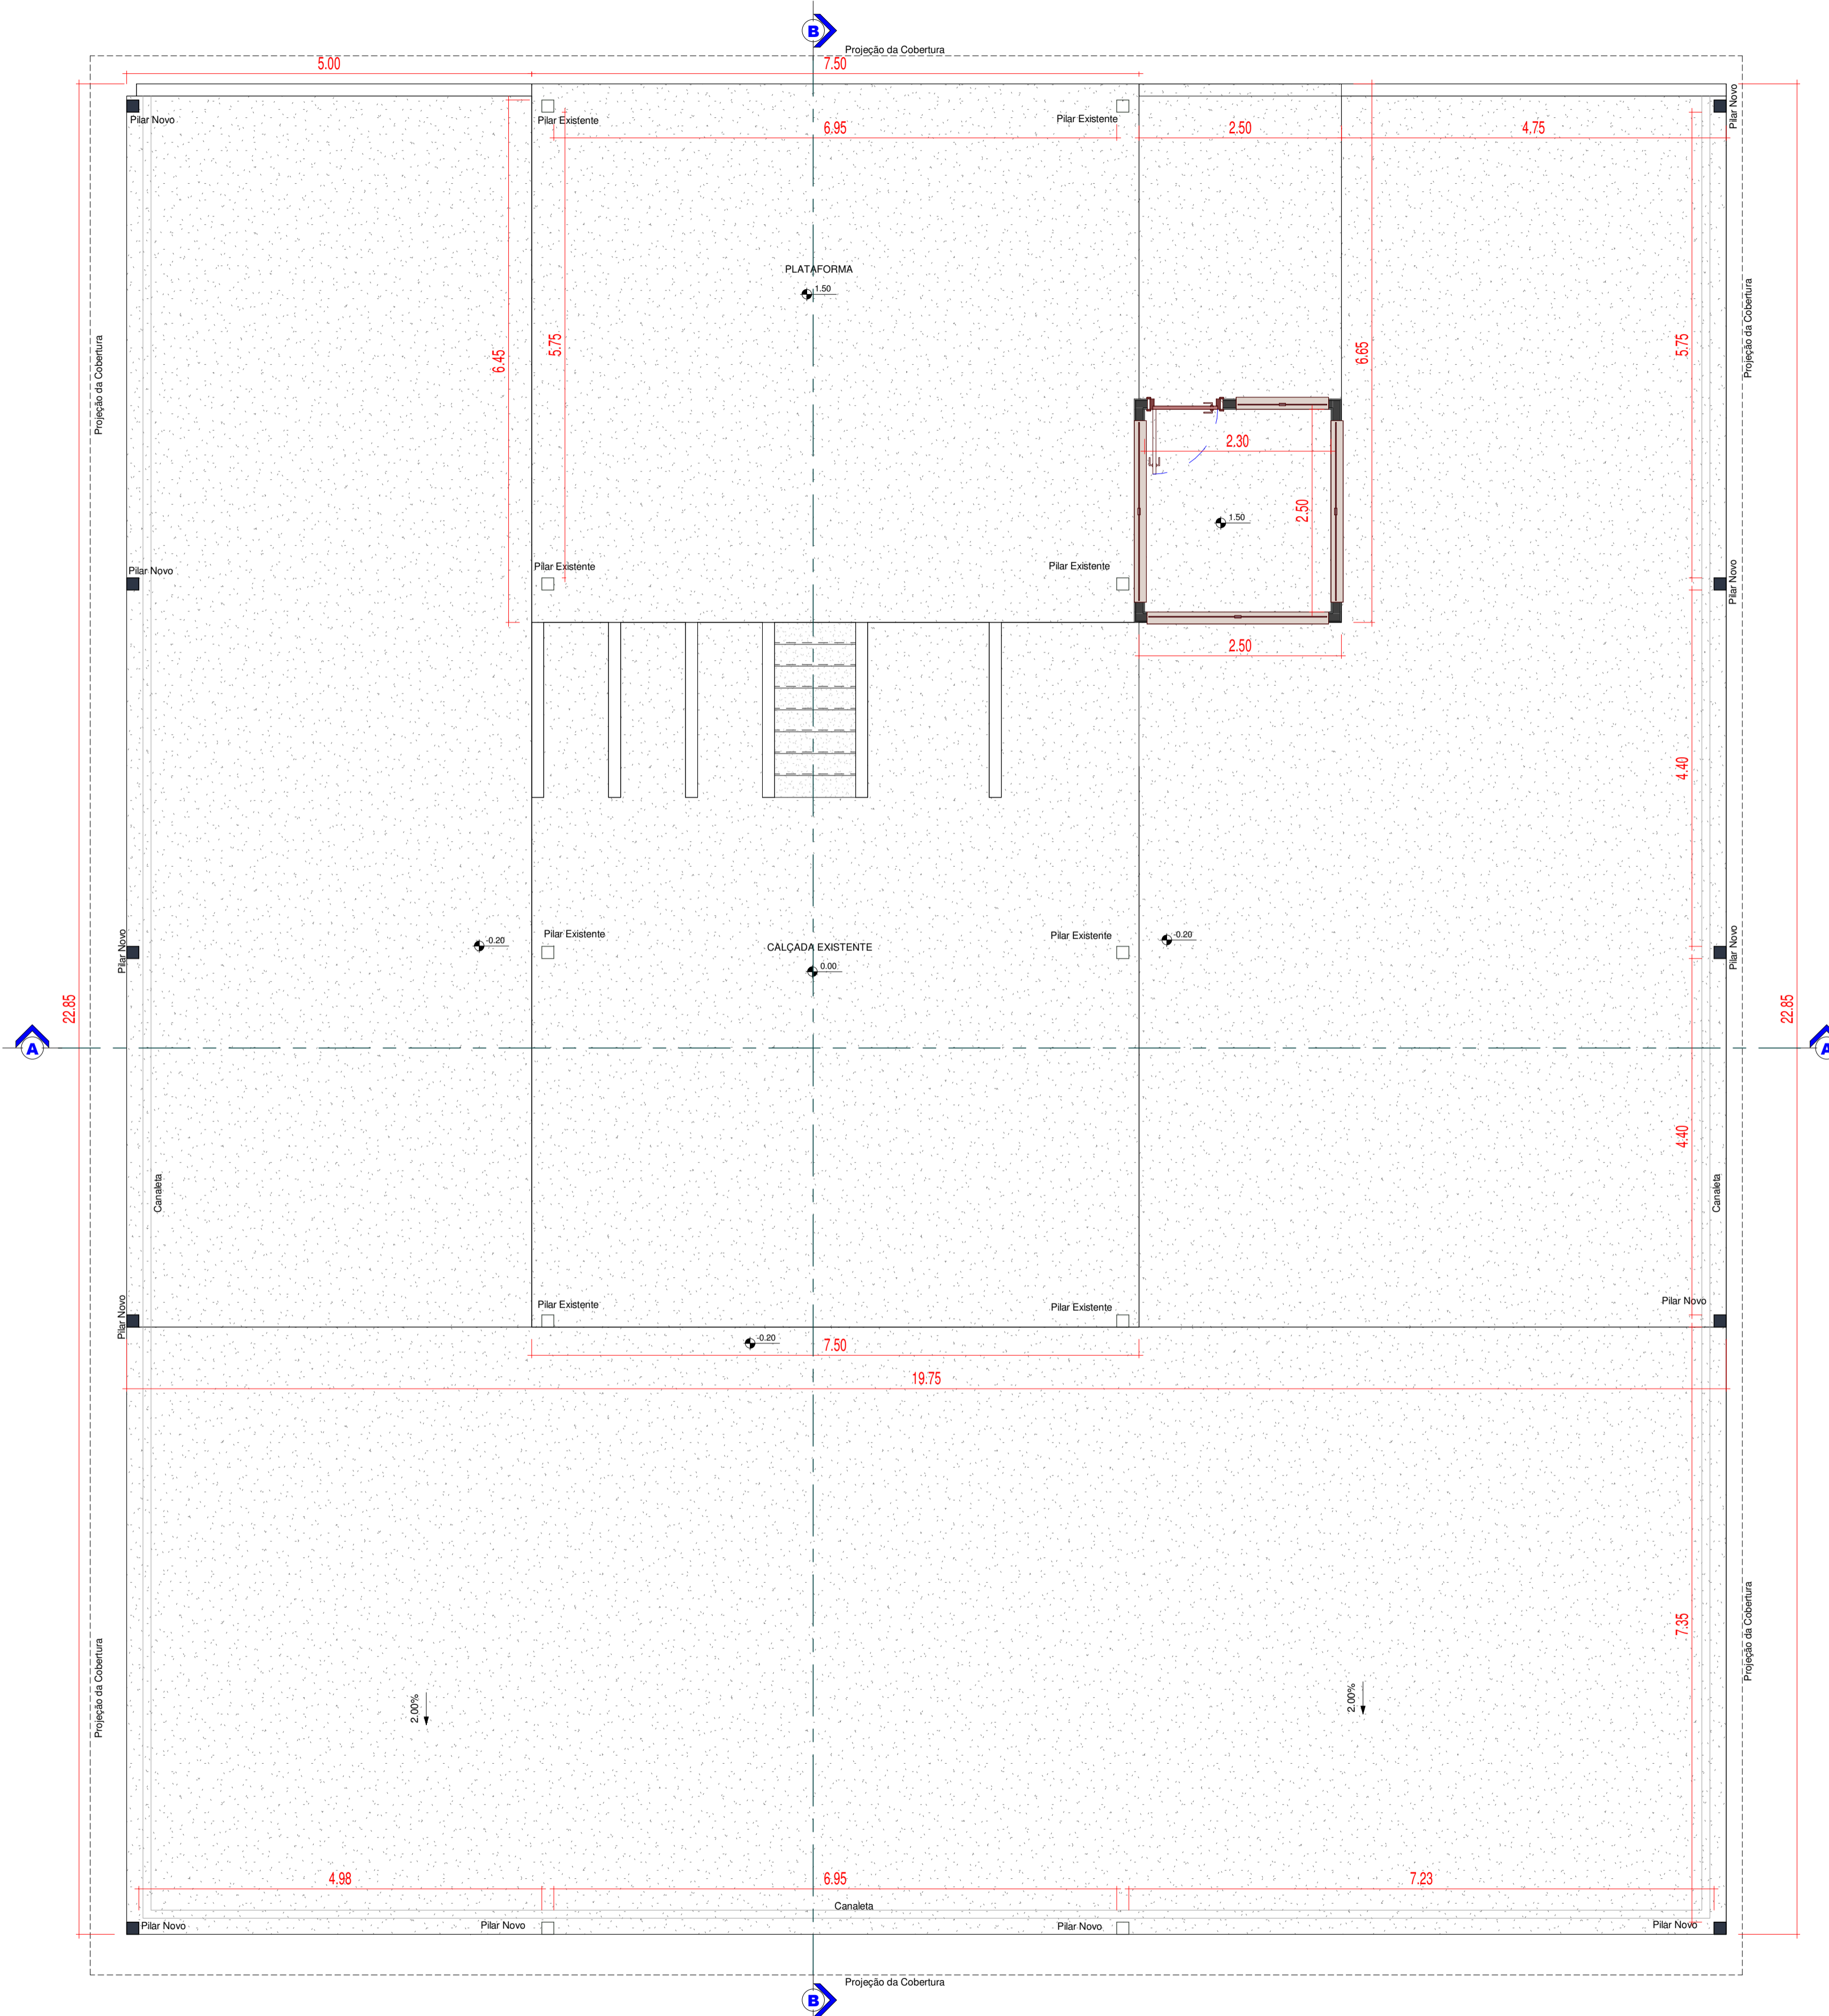 B
Projeção da Cobertura
5.00
7.50
Pilar Novo
Pilar Existente
Pilar Existente
Pilar Novo
6.95
2.50
4.75
PLATAFORMA
1.50
Projeção da Cobertura
Projeção da Cobertura
6.45
5.75
6.65
5.75
2.30
2.50
1.50
Pilar Novo
Pilar Existente
Pilar Existente
Pilar Novo
2.50
4.40
Pilar Novo
Pilar Existente
Pilar Existente
Pilar Novo
-0.20
CALÇADA EXISTENTE
-0.20
0.00
22.85
22.85
A
A
4.40
Canaleta
Canaleta
Pilar Novo
Pilar Existente
Pilar Existente
Pilar Novo
-0.20
7.50
19.75
7.35
Projeção da Cobertura
Projeção da Cobertura
2.00%
2.00%
4.98
6.95
7.23
Canaleta
Pilar Novo
Pilar Novo
Pilar Novo
Pilar Novo
Projeção da Cobertura
B